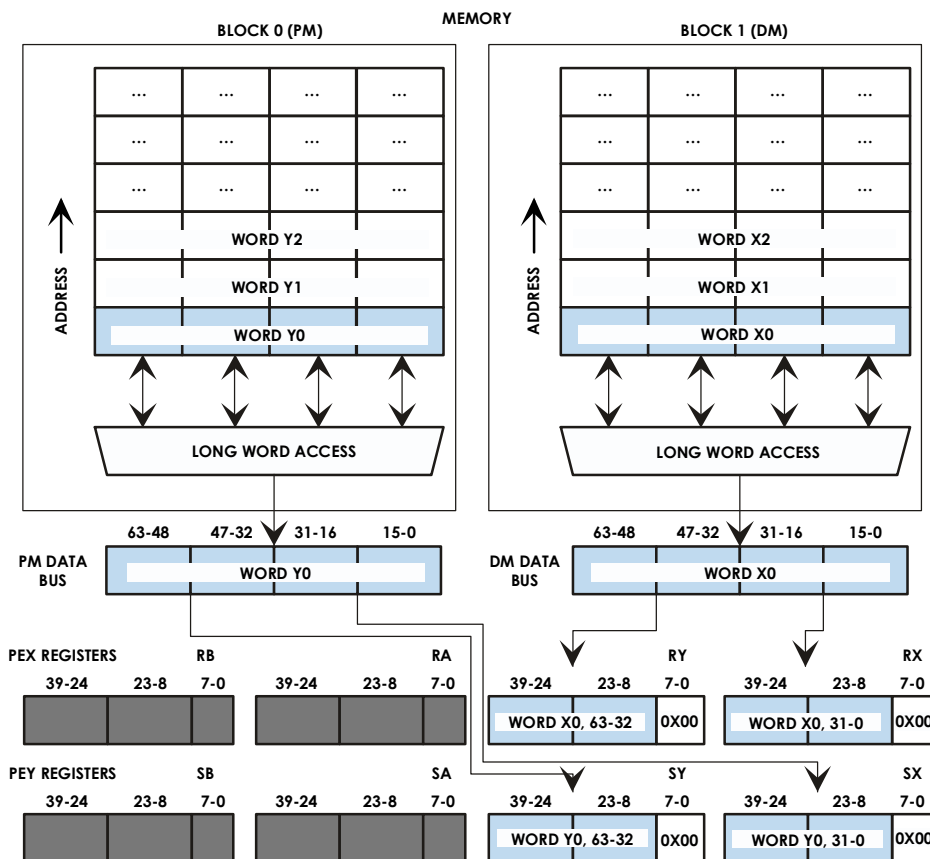 MEMORY
BLOCK 0 (PM) BLOCK 1 (DM)
... ... ... ... ... ... ... ...
... ... ... ... ... ... ... ...
... ... ... ... ... ... ... ...
WORD Y2 WORD X2
WORD Y1 WORD X1
ADDRESS ADDRESS
WORD Y0 WORD X0
LONG WORD ACCESS LONG WORD ACCESS
63-48 47-32 31-16 15-0 63-48 47-32 31-16 15-0
PM DATA BUS WORD Y0 DM DATA BUS WORD X0
PEX REGISTERS RB RA RY RX
39-24 23-8 7-0 39-24 23-8 7-0 39-24 23-8 7-0 39-24 23-8 7-0
WORD X0, 63-32 0X00 WORD X0, 31-0 0X00
PEY REGISTERS SB SA SY SX
39-24 23-8 7-0 39-24 23-8 7-0 39-24 23-8 7-0 39-24 23-8 7-0
WORD Y0, 63-32 0X00 WORD Y0, 31-0 0X00